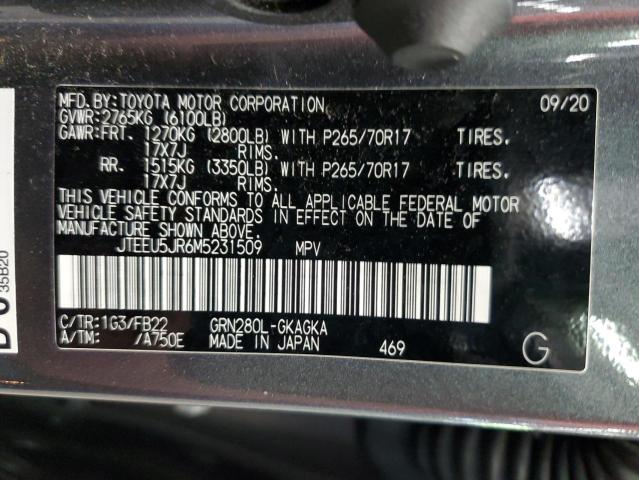 MFD.BY:TOYOTA MOTOR CORPORATION 09/20
GVWR:2765KG (6100LB)
GAWR:FRT. 1270KG (2800LB) WITH P265/70R17 TIRES.
17X7J RIMS.
RR. 1515KG (3350LB) WITH P265/70R17 TIRES.
17X7J RIMS.
THIS VEHICLE CONFORMS TO ALL APPLICABLE FEDERAL MOTOR
VEHICLE SAFETY STANDARDS IN EFFECT ON THE DATE OF
MANUFACTURE SHOWN ABOVE.
JTEEU5JR6M5231509 MPV
C/TR:1G3/FB22 GRN280L-GKAGKA
A/TM: /A750E MADE IN JAPAN 469
G
35B20